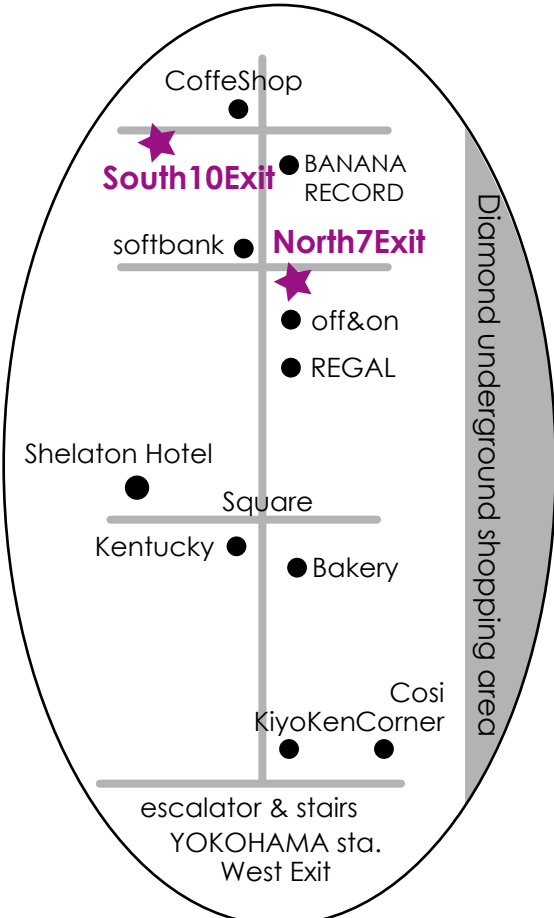 CoffeShop
South10Exit
BANANA
RECORD
softbank
North7Exit
off&on
REGAL
Diamond underground shopping area
Shelaton Hotel
Square
Kentucky
Bakery
Cosi
KiyoKenCorner
escalator & stairs
YOKOHAMA sta.
West Exit